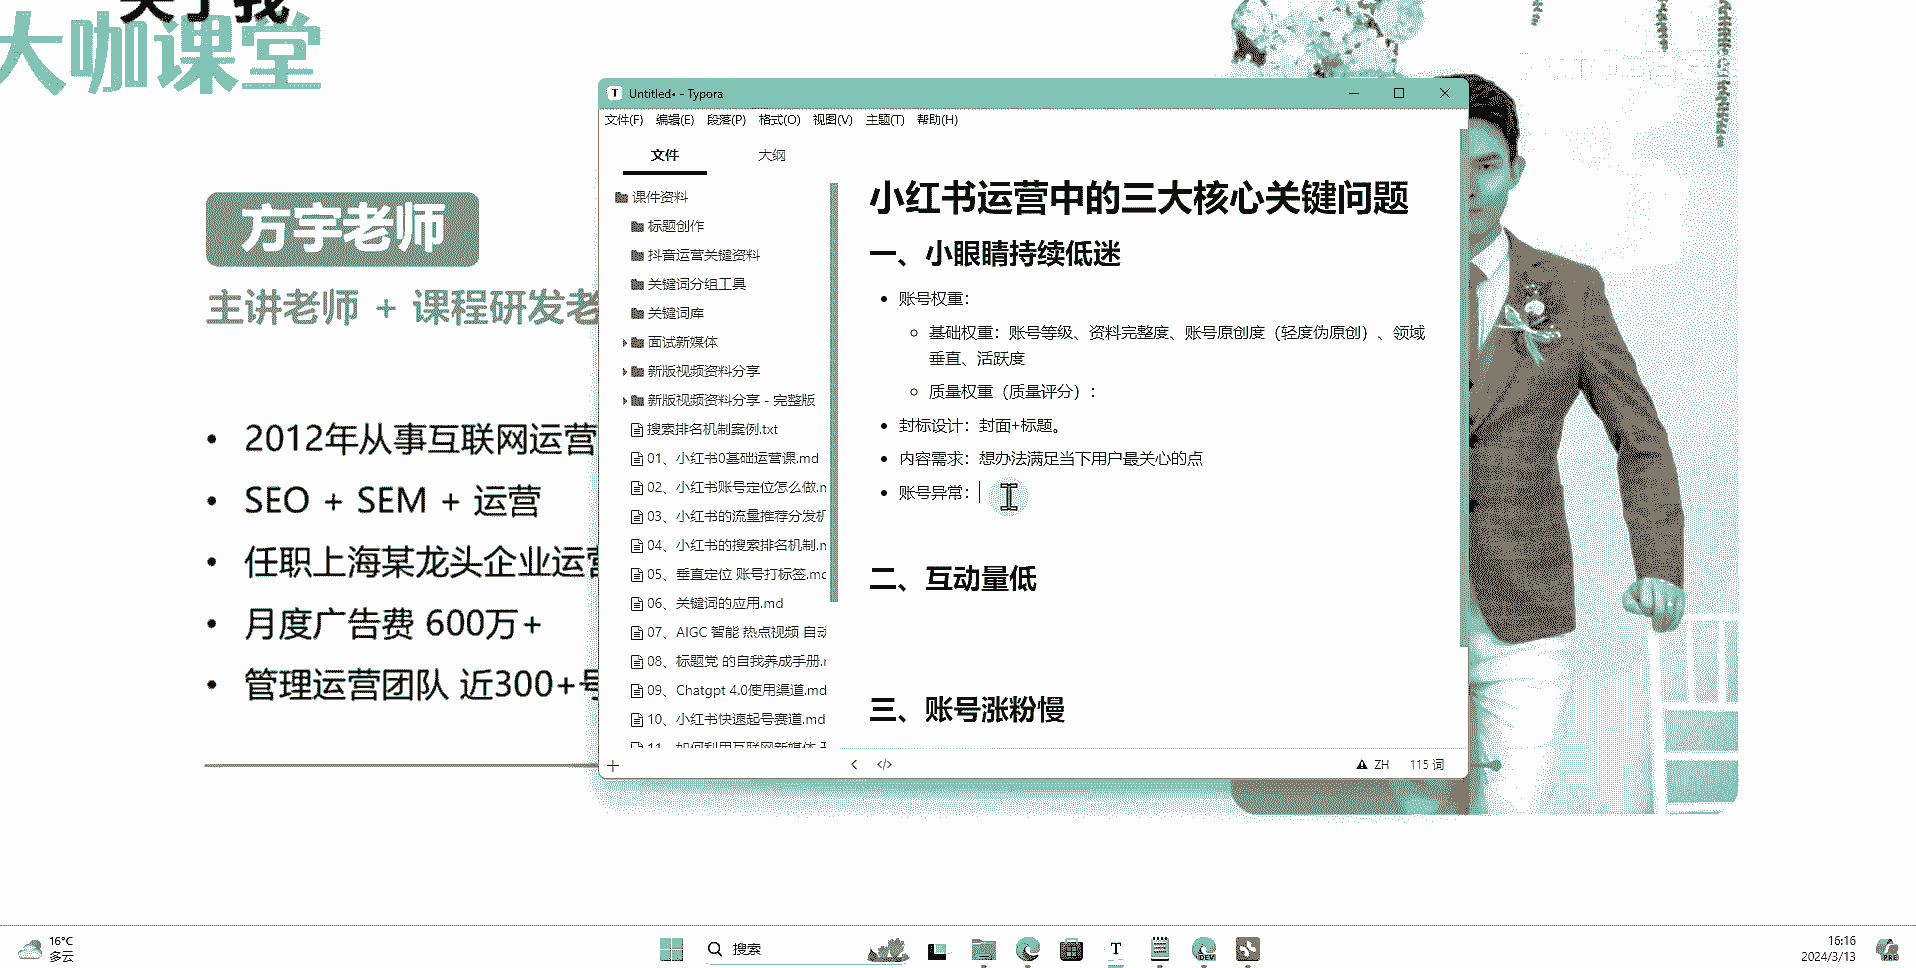 关于我
大咖课堂
方宇老师
主讲老师 + 课程研发老
• 2012年从事互联网运营
• SEO + SEM + 运营
• 任职上海某龙头企业运营
• 月度广告费 600万+
• 管理运营团队 近300+号
Untitled• - Typora
文件(F) 编辑(E) 段落(P) 格式(O) 视图(V) 主题(T) 帮助(H)
文件 大纲
课件资料
标题创作
抖音运营关键资料
关键词分组工具
关键词库
面试新媒体
新版视频资料分享
新版视频资料分享 - 完整版
搜索排名机制案例.txt
01、小红书0基础运营课.md
02、小红书账号定位怎么做.m
03、小红书的流量推荐分发机
04、小红书的搜索排名机制.m
05、垂直定位 账号打标签.md
06、关键词的应用.md
07、AIGC 智能 热点视频 自动
08、标题党 的自我养成手册.m
09、Chatgpt 4.0使用渠道.md
10、小红书快速起号赛道.md
11、如何利用互联网新媒体
小红书运营中的三大核心关键问题
一、小眼睛持续低迷
• 账号权重：
基础权重：账号等级、资料完整度、账号原创度（轻度伪原创）、领域
垂直、活跃度
质量权重（质量评分）：
• 封标设计：封面+标题。
• 内容需求：想办法满足当下用户最关心的点
• 账号异常：
二、互动量低
三、账号涨粉慢
ZH 115 词
16°C
多云
搜索
T
DEV
16:16
2024/3/13
PRE